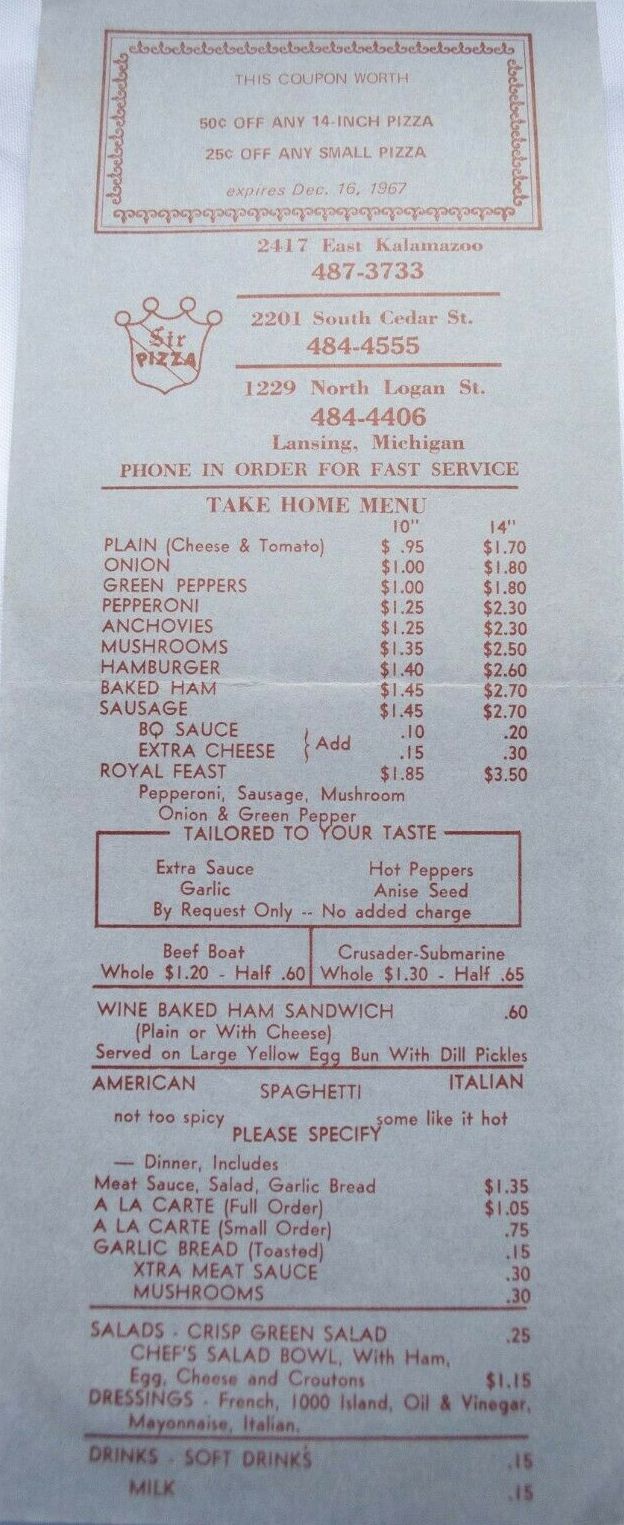 THIS COUPON WORTH
50¢ OFF ANY 14-INCH PIZZA
25¢ OFF ANY SMALL PIZZA
expires Dec. 16, 1967
2417 East Kalamazoo
487-3733
Sir
PIZZA
2201 South Cedar St.
484-4555
1229 North Logan St.
484-4406
Lansing, Michigan
PHONE IN ORDER FOR FAST SERVICE
TAKE HOME MENU
10" 14"
PLAIN (Cheese & Tomato) $ .95 $1.70
ONION $1.00 $1.80
GREEN PEPPERS $1.00 $1.80
PEPPERONI $1.25 $2.30
ANCHOVIES $1.25 $2.30
MUSHROOMS $1.35 $2.50
HAMBURGER $1.40 $2.60
BAKED HAM $1.45 $2.70
SAUSAGE $1.45 $2.70
BQ SAUCE .10 .20
Add
EXTRA CHEESE .15 .30
ROYAL FEAST $1.85 $3.50
Pepperoni, Sausage, Mushroom
Onion & Green Pepper
TAILORED TO YOUR TASTE
Extra Sauce Hot Peppers
Garlic Anise Seed
By Request Only -- No added charge
Beef Boat Crusader-Submarine
Whole $1.20 - Half .60 Whole $1.30 - Half .65
WINE BAKED HAM SANDWICH .60
(Plain or With Cheese)
Served on Large Yellow Egg Bun With Dill Pickles
AMERICAN SPAGHETTI ITALIAN
not too spicy some like it hot
PLEASE SPECIFY
— Dinner, Includes
Meat Sauce, Salad, Garlic Bread $1.35
A LA CARTE (Full Order) $1.05
A LA CARTE (Small Order) .75
GARLIC BREAD (Toasted) .15
XTRA MEAT SAUCE .30
MUSHROOMS .30
SALADS - CRISP GREEN SALAD .25
CHEF'S SALAD BOWL, With Ham,
Egg, Cheese and Croutons $1.15
DRESSINGS - French, 1000 Island, Oil & Vinegar,
Mayonnaise, Italian.
DRINKS - SOFT DRINKS .15
MILK .15